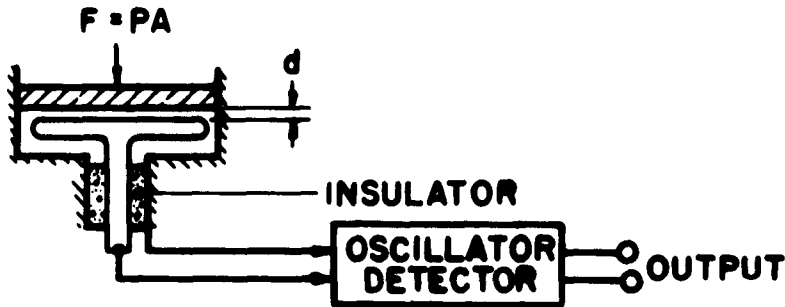 F = PA
d
INSULATOR
OSCILLATOR
DETECTOR
OUTPUT